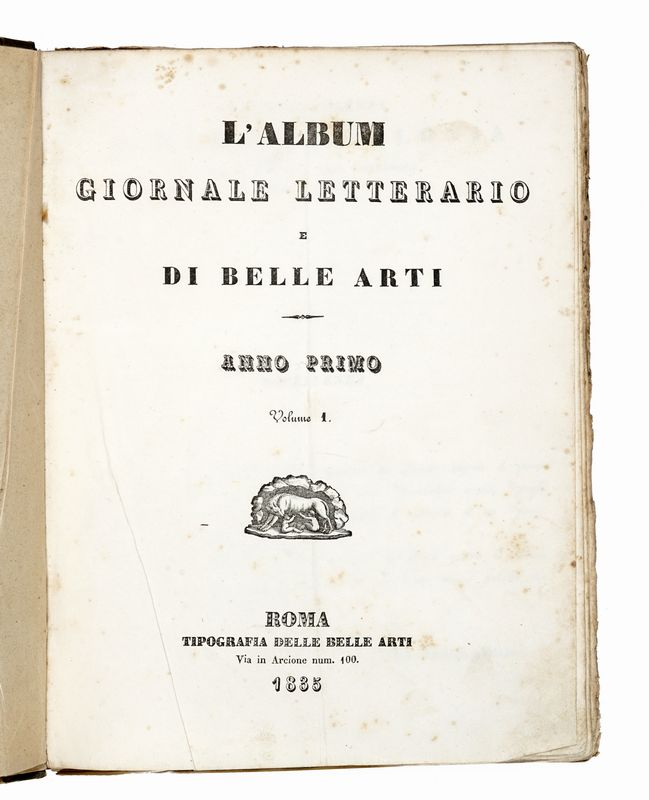 L'ALBUM
GIORNALE LETTERARIO
E
DI BELLE ARTI
ANNO PRIMO
Volume 1.
ROMA
TIPOGRAFIA DELLE BELLE ARTI
Via in Arcione num. 100.
1835